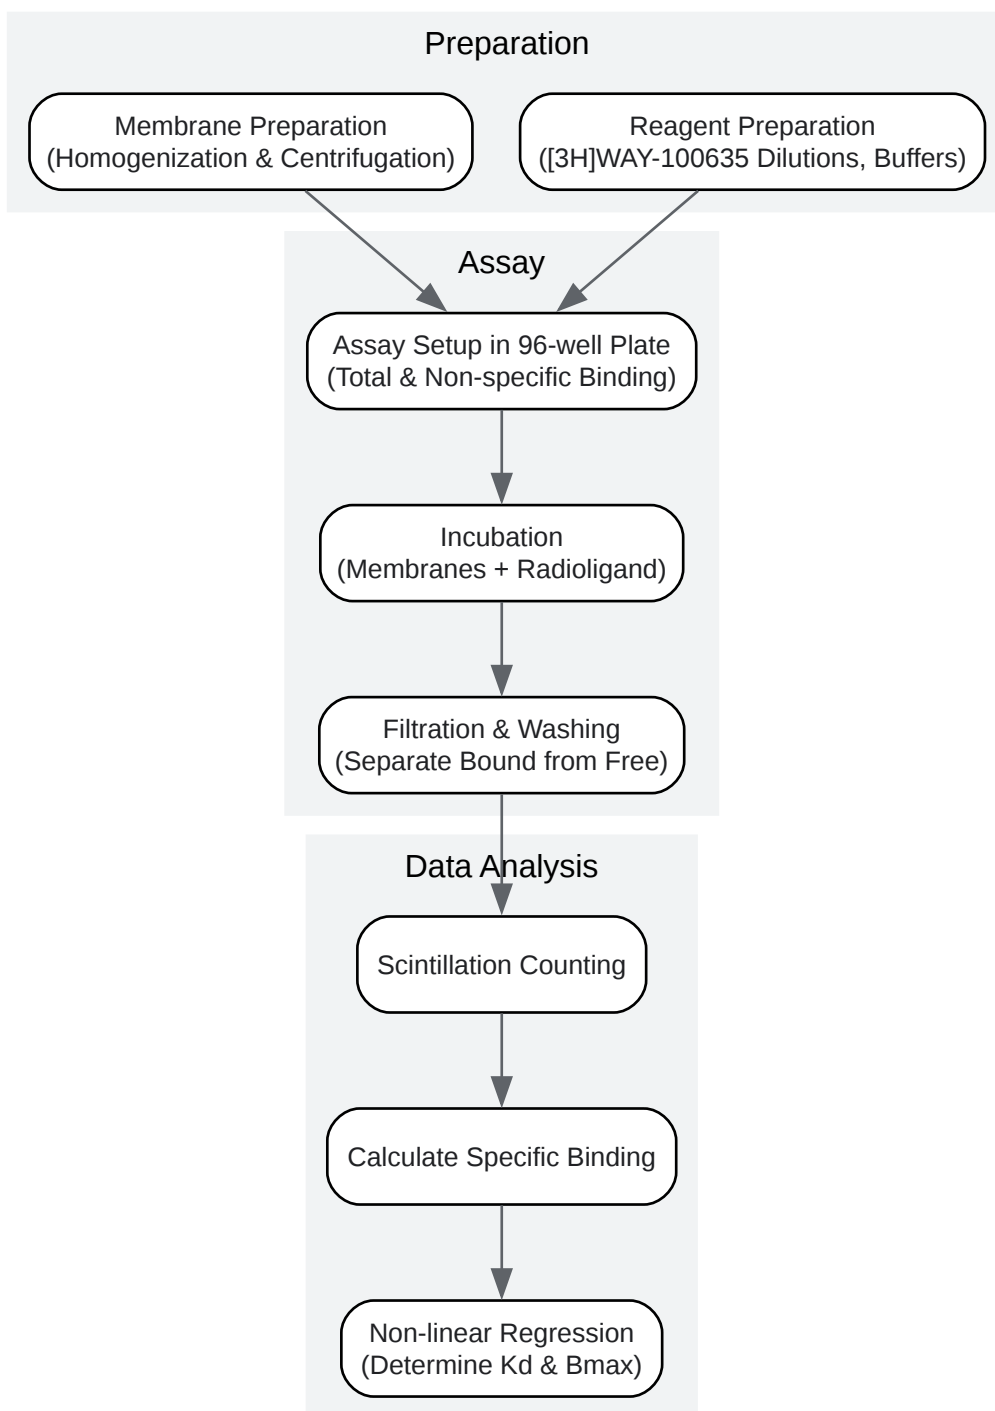 Preparation
Membrane Preparation
(Homogenization & Centrifugation)
Reagent Preparation
([3H]WAY-100635 Dilutions, Buffers)
Assay
Assay Setup in 96-well Plate
(Total & Non-specific Binding)
Incubation
(Membranes + Radioligand)
Filtration & Washing
(Separate Bound from Free)
Data Analysis
Scintillation Counting
Calculate Specific Binding
Non-linear Regression
(Determine Kd & Bmax)